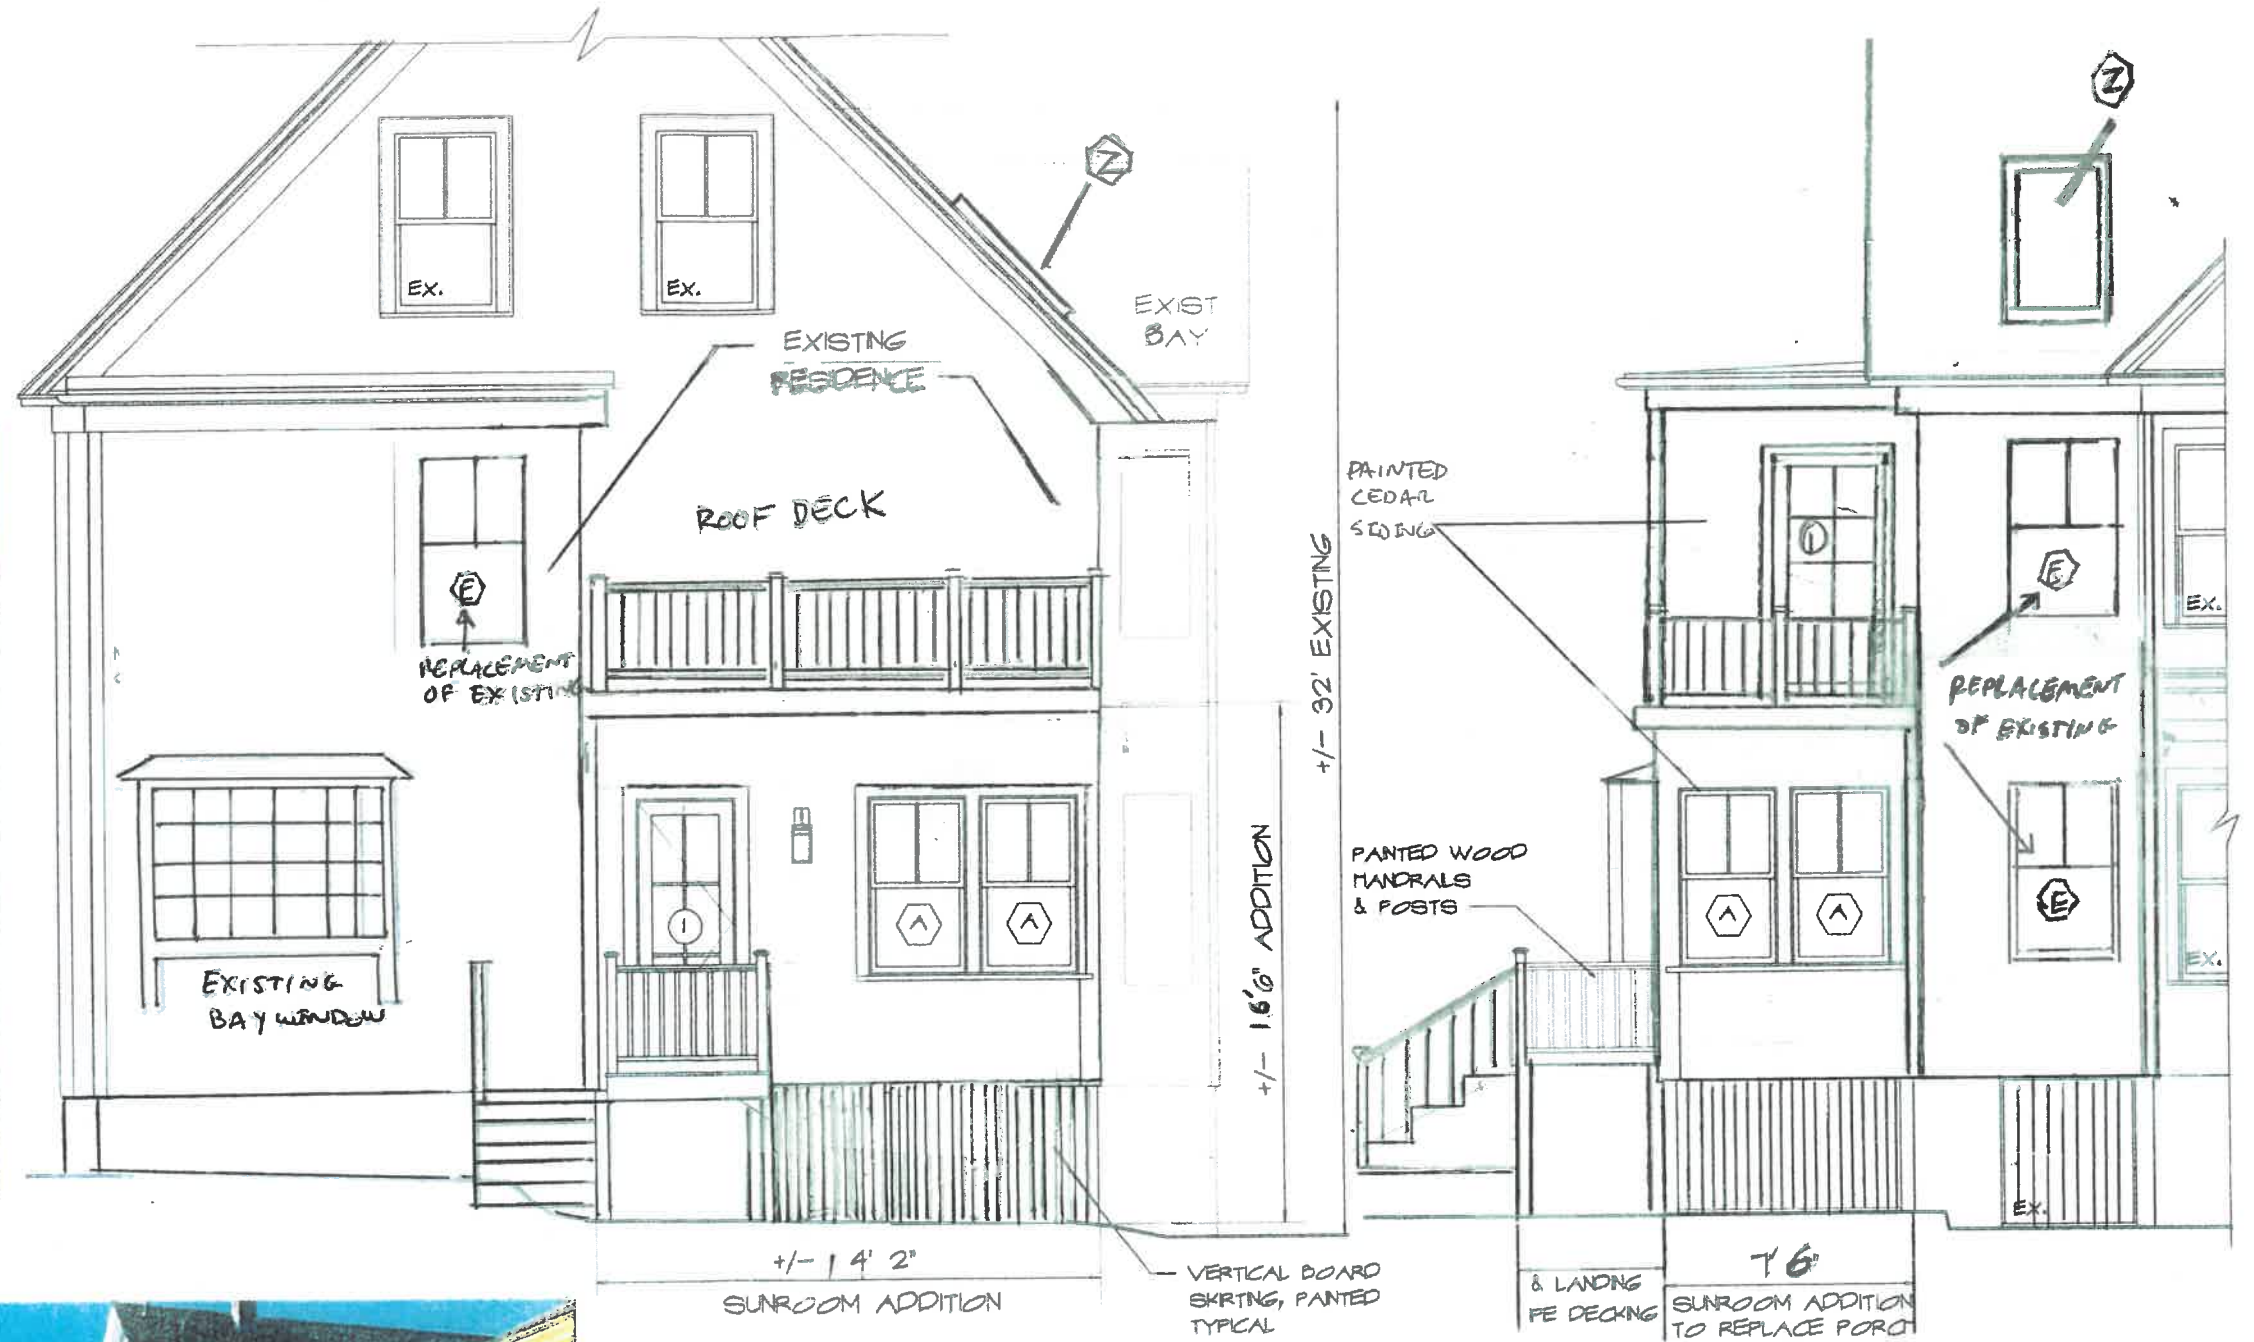 Z
EX.
EX.
EXIST
BAY
EXISTING
RESIDENCE
ROOF DECK
E
REPLACEMENT
OF EXISTING
1
A
A
EXISTING
BAY WINDOW
+/- 14' 2"
SUNROOM ADDITION
VERTICAL BOARD
SKIRTING, PAINTED
TYPICAL
+/- 16'6" ADDITION
+/- 32' EXISTING
Z
PAINTED
CEDAR
SIDING
1
E
EX.
REPLACEMENT
OF EXISTING
PAINTED WOOD
HANDRAILS
& POSTS
A
A
E
EX.
EX.
& LANDING
PE DECKING
7' 6"
SUNROOM ADDITION
TO REPLACE PORCH